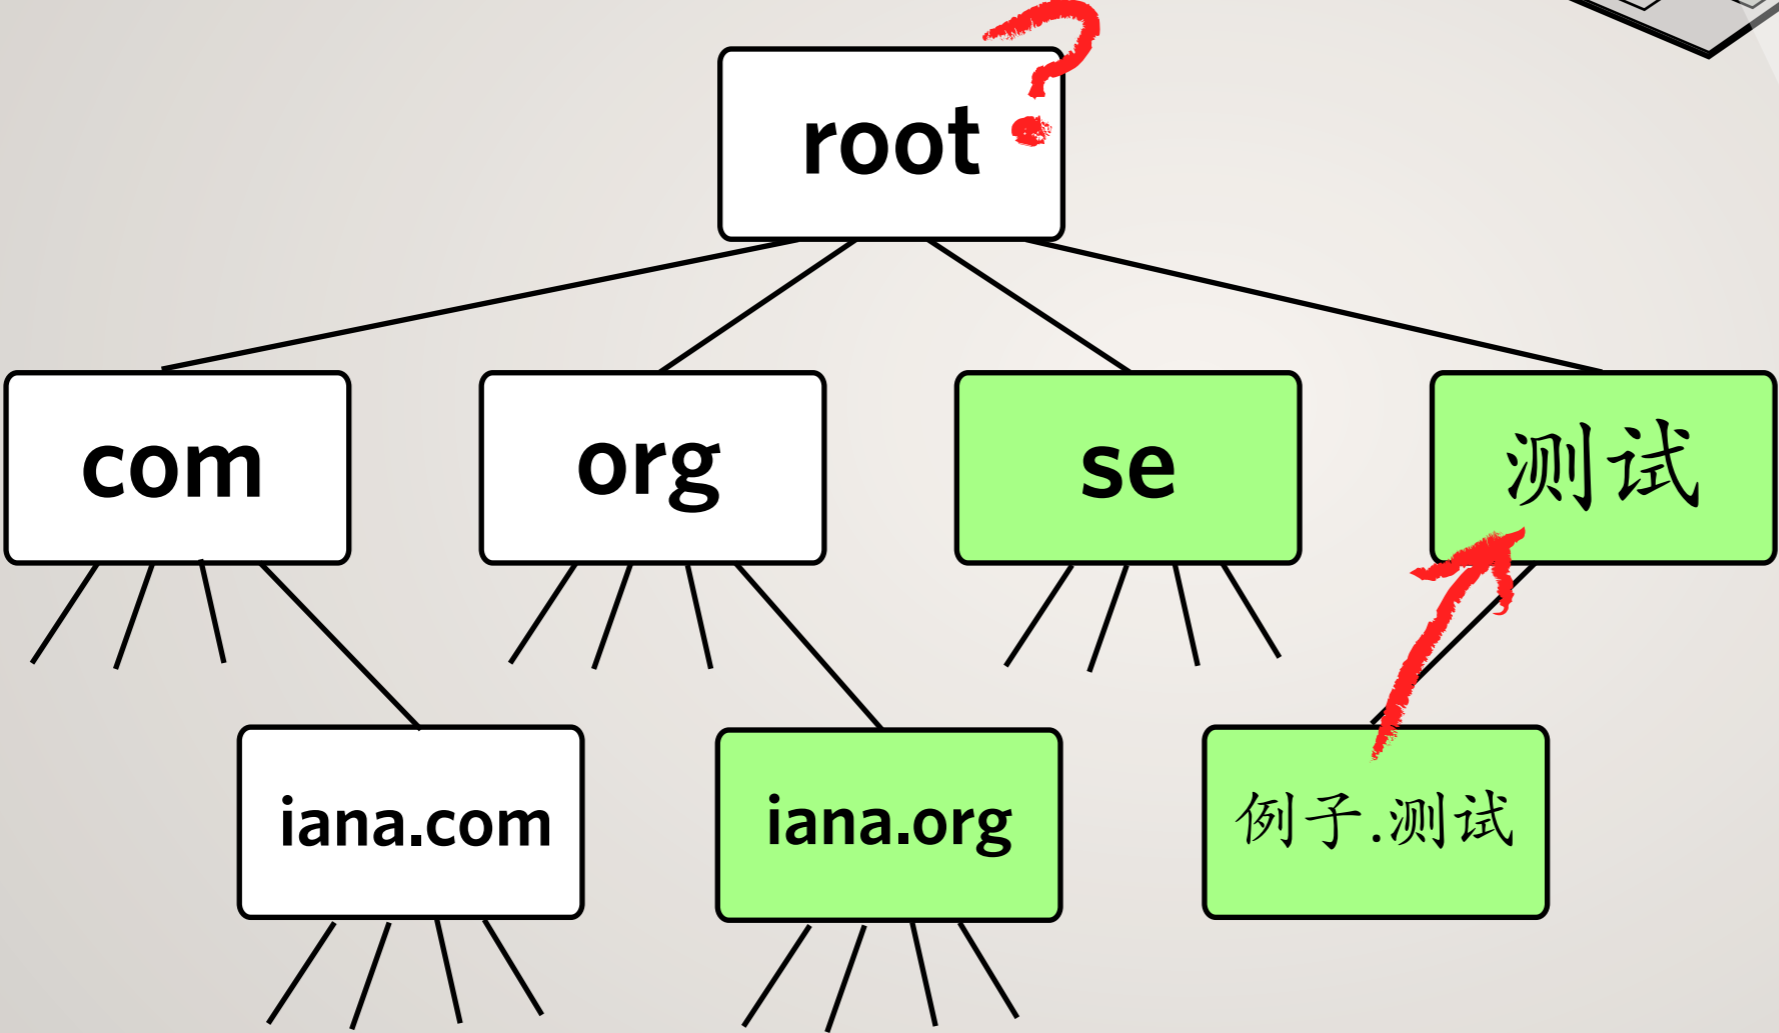 root
com
org
se
测试
iana.com
iana.org
例子.测试